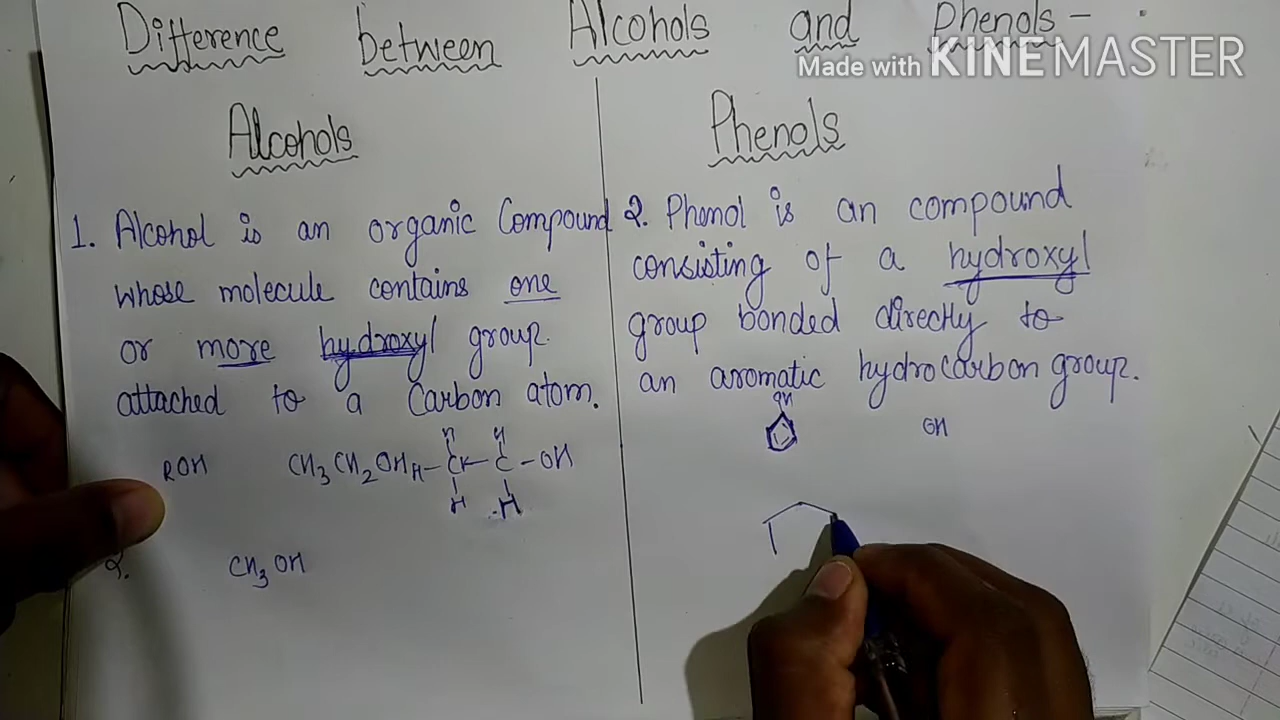 Difference between Alcohols and Phenols-
Made with KINEMASTER
Alcohols
1. Alcohol is an organic Compound
whose molecule contains one
or more hydroxyl group
attached to a Carbon atom.
ROH CH3CH2OH H-C-C-OH
H H
H H
2. CH3OH
Phenols
2. Phenol is an compound
consisting of a hydroxyl
group bonded directly to
an aromatic hydrocarbon group.
OH
OH